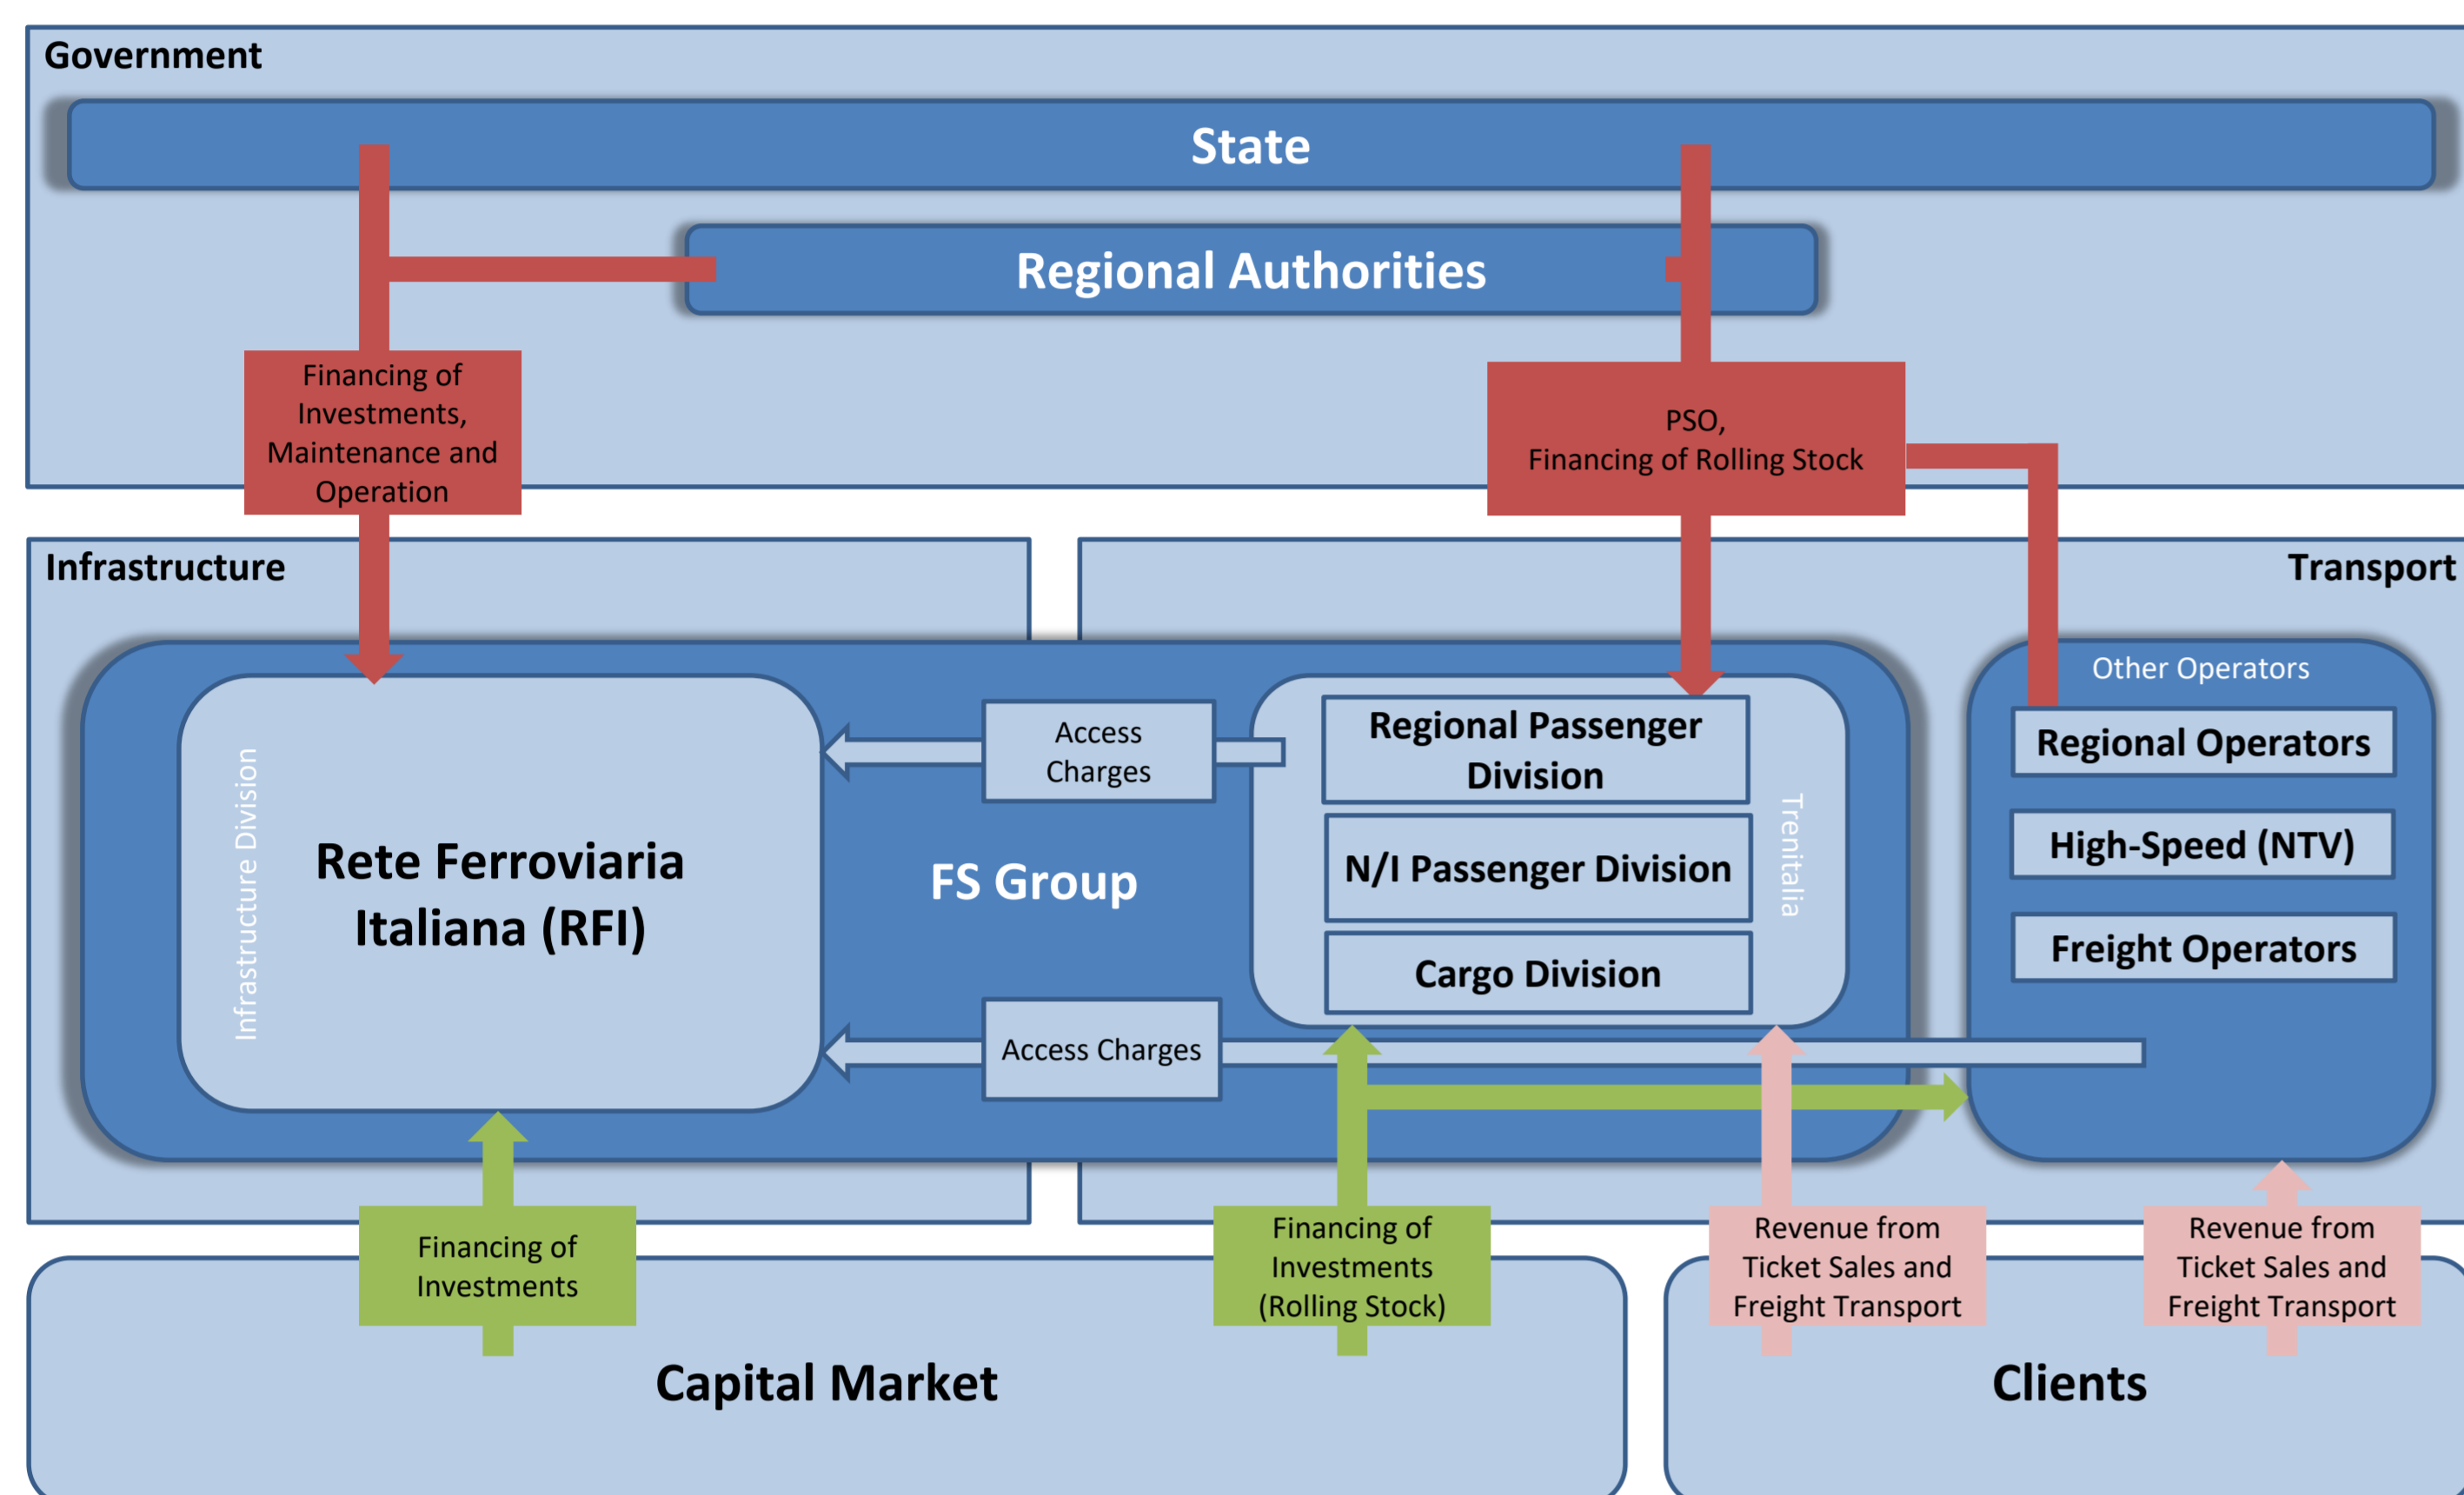 Government
State
Regional Authorities
Financing of
Investments,
Maintenance and
Operation
PSO,
Financing of Rolling Stock
Infrastructure
Transport
Infrastructure Division
Rete Ferroviaria
Italiana (RFI)
Access
Charges
FS Group
Access Charges
Regional Passenger
Division
N/I Passenger Division
Cargo Division
Trenitalia
Other Operators
Regional Operators
High-Speed (NTV)
Freight Operators
Financing of
Investments
Financing of
Investments
(Rolling Stock)
Revenue from
Ticket Sales and
Freight Transport
Revenue from
Ticket Sales and
Freight Transport
Capital Market
Clients